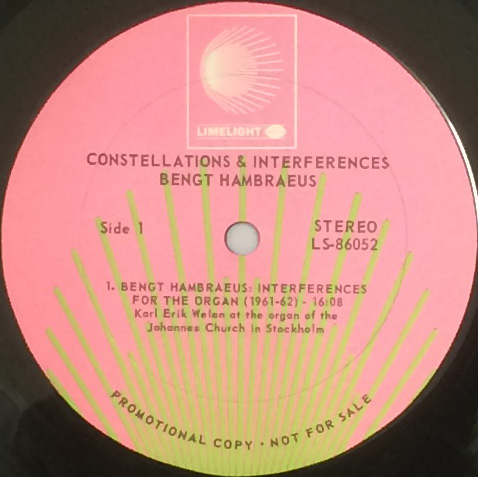 LIMELIGHT
CONSTELLATIONS & INTERFERENCES
BENGT HAMBRAEUS
Side 1
STEREO
LS-86052
1. BENGT HAMBRAEUS: INTERFERENCES
FOR THE ORGAN (1961-62) - 16:08
Karl Erik Welan at the organ of the
Johannes Church in Stockholm
PROMOTIONAL COPY • NOT FOR SALE